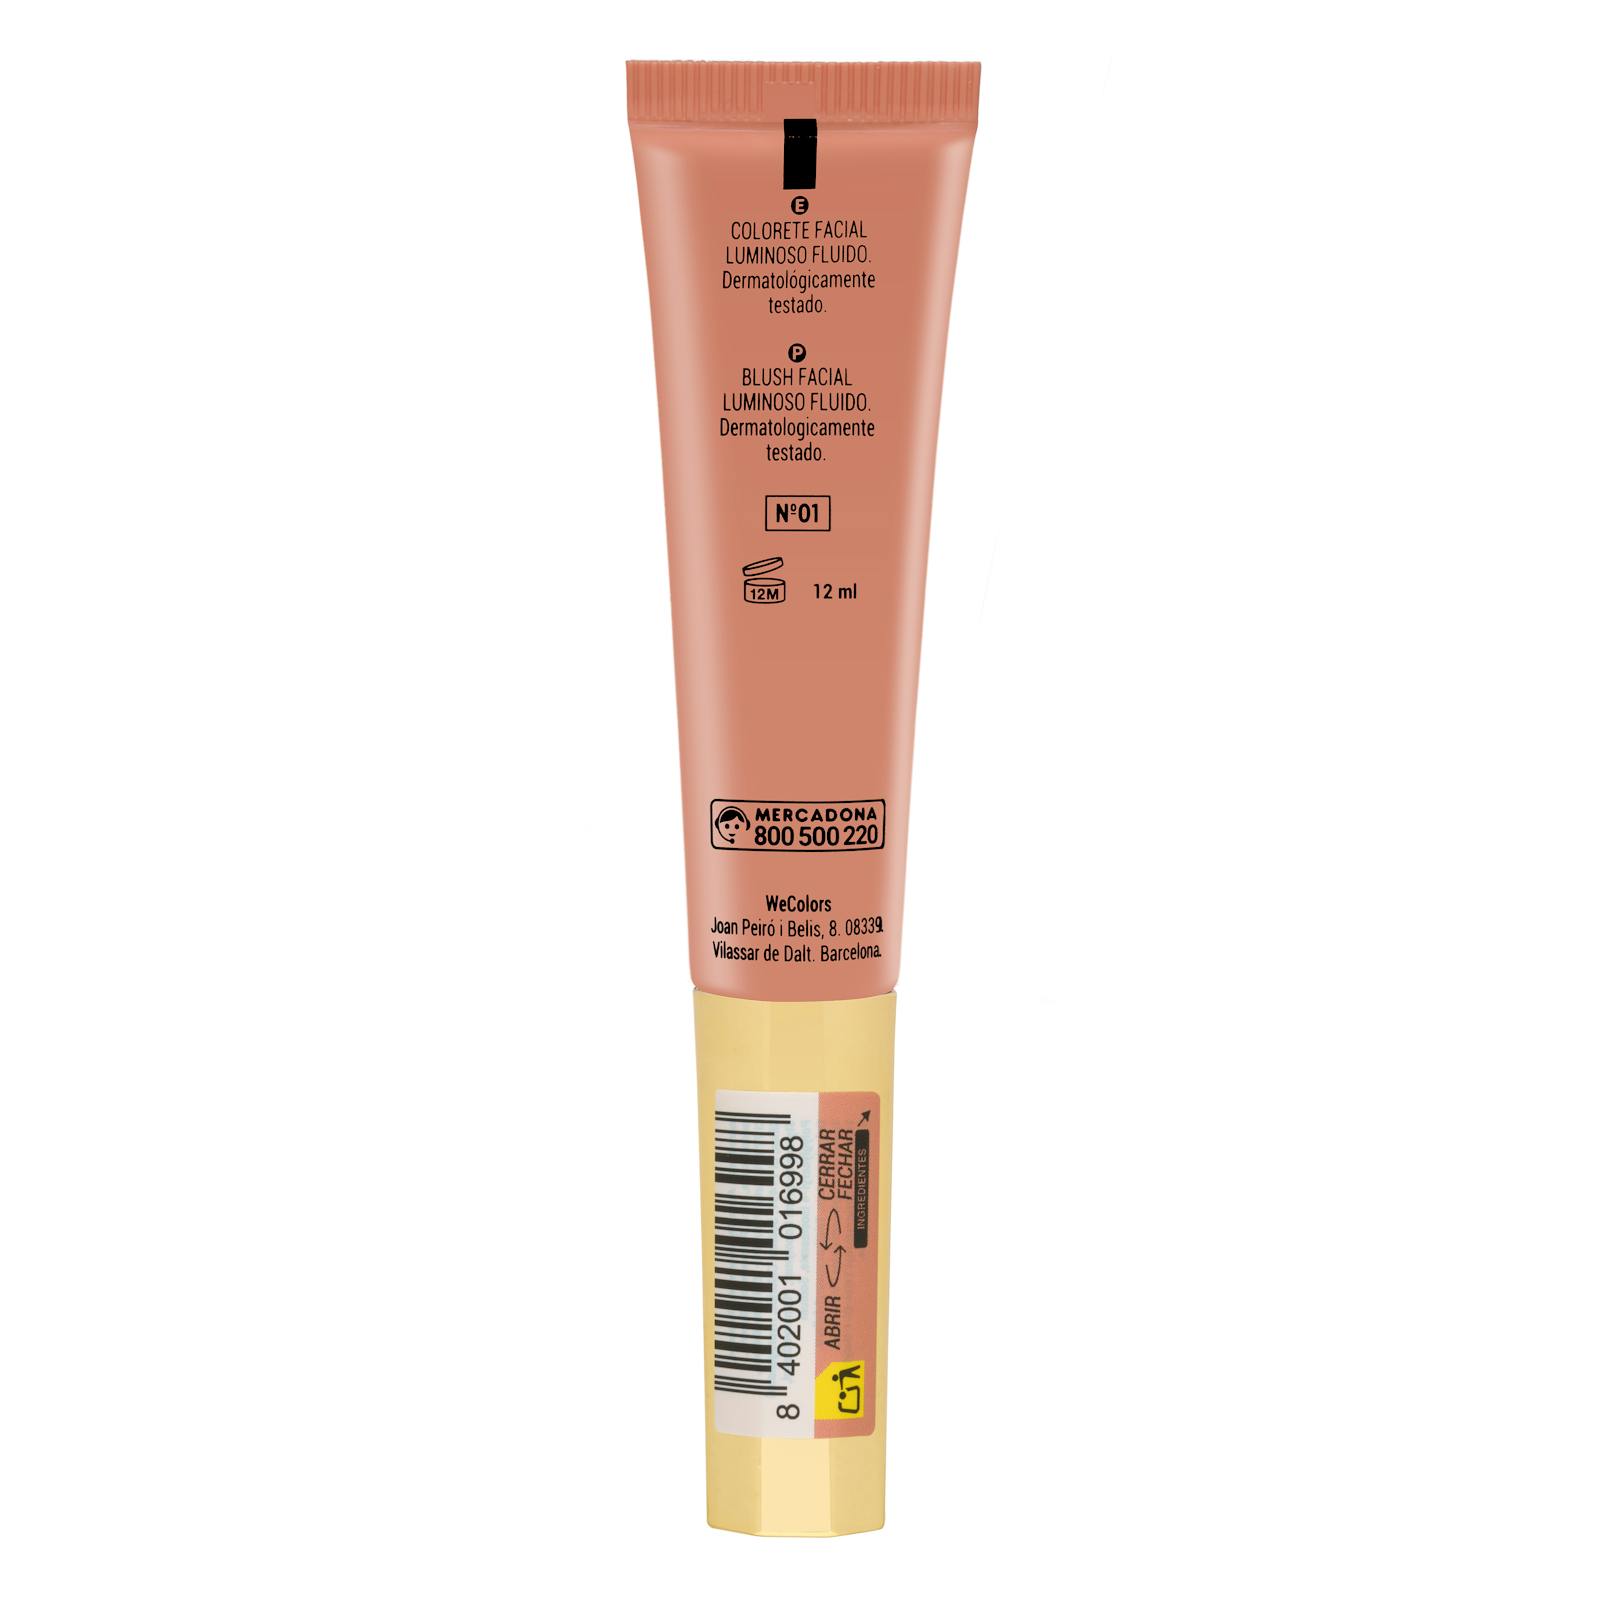 E
COLORETE FACIAL
LUMINOSO FLUIDO.
Dermatológicamente
testado.
P
BLUSH FACIAL
LUMINOSO FLUIDO.
Dermatologicamente
testado.
Nº01
12M 12 ml
MERCADONA
800 500 220
WeColors
Joan Peiró i Belis, 8. 08339
Vilassar de Dalt. Barcelona.
8 402001 016998
ABRIR CERRAR
FECHAR
INGREDIENTES